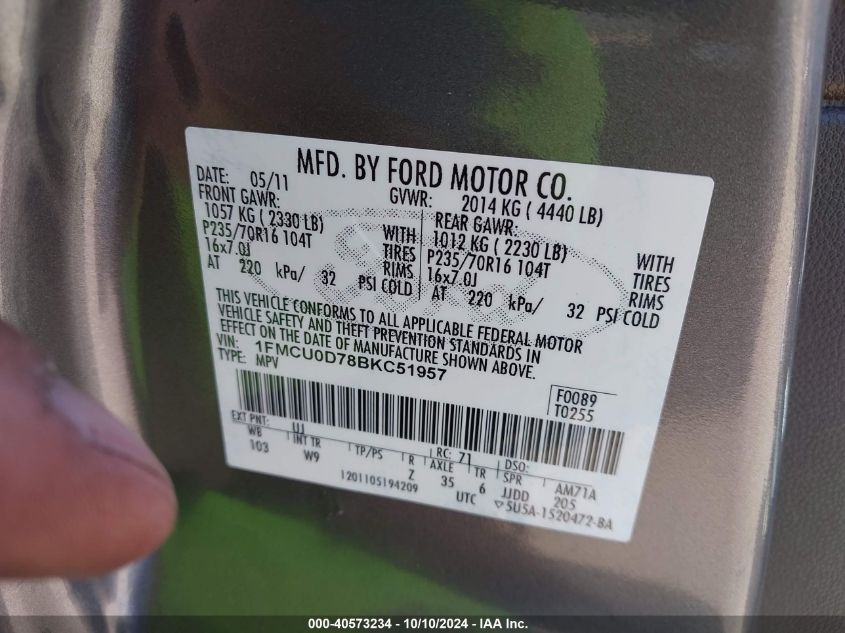 MFD. BY FORD MOTOR CO.
DATE: 05/11 GVWR: 2014 KG ( 4440 LB)
FRONT GAWR: REAR GAWR:
1057 KG ( 2330 LB) WITH 1012 KG ( 2230 LB) WITH
P235/70R16 104T TIRES P235/70R16 104T TIRES
16x7.0J RIMS 16x7.0J RIMS
AT 220 kPa/ 32 PSI COLD AT 220 kPa/ 32 PSI COLD
THIS VEHICLE CONFORMS TO ALL APPLICABLE FEDERAL MOTOR
VEHICLE SAFETY AND THEFT PREVENTION STANDARDS IN
EFFECT ON THE DATE OF MANUFACTURE SHOWN ABOVE.
VIN: 1FMCU0D78BKC51957
TYPE: MPV
F0089
T0255
EXT PNT: UJ RC: 71 DSO:
WB INT TR TP/PS R AXLE TR SPR AM71A
103 W9 Z 35 6 JJDD 205
1201105194209 UTC ▽5U5A-1520472-BA
000-40573234 - 10/10/2024 - IAA Inc.